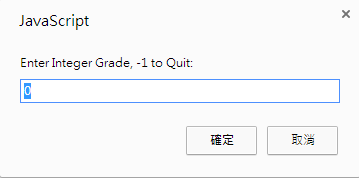 JavaScript
Enter Integer Grade, -1 to Quit:
0
確定 取消